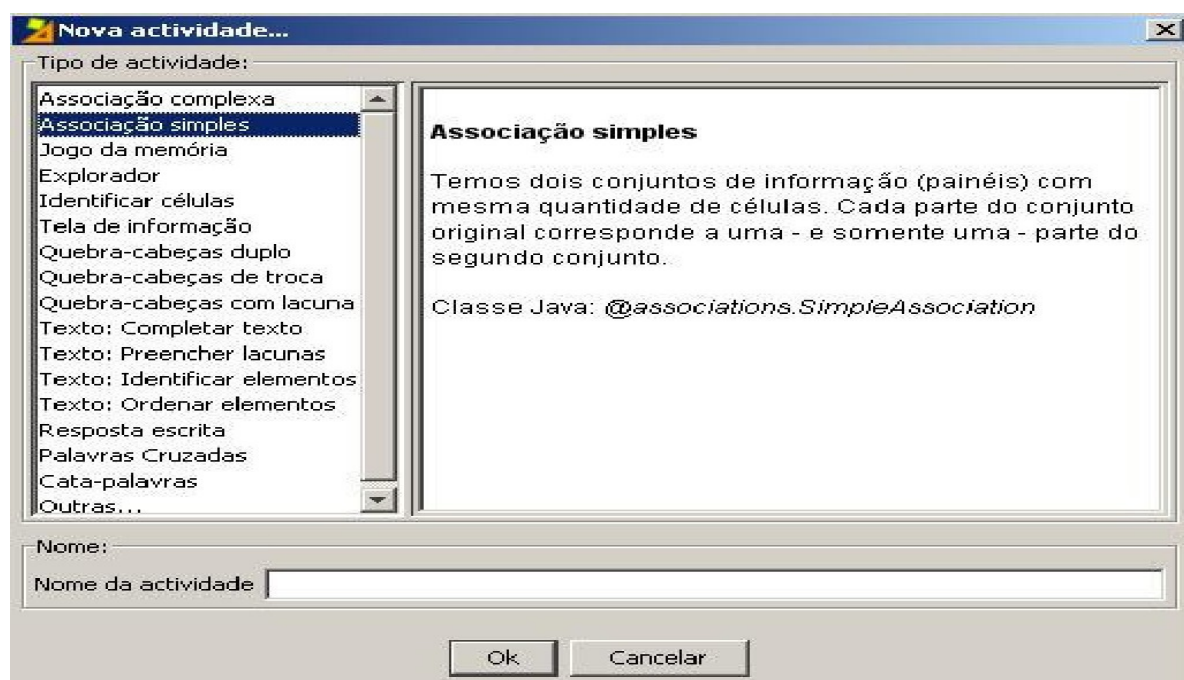 Nova actividade...
Tipo de actividade:
Associação complexa
Associação simples
Jogo da memória
Explorador
Identificar células
Tela de informação
Quebra-cabeças duplo
Quebra-cabeças de troca
Quebra-cabeças com lacuna
Texto: Completar texto
Texto: Preencher lacunas
Texto: Identificar elementos
Texto: Ordenar elementos
Resposta escrita
Palavras Cruzadas
Cata-palavras
Outras...
Associação simples
Temos dois conjuntos de informação (painéis) com
mesma quantidade de células. Cada parte do conjunto
original corresponde a uma - e somente uma - parte do
segundo conjunto.
Classe Java: @associations.SimpleAssociation
Nome:
Nome da actividade
Ok
Cancelar